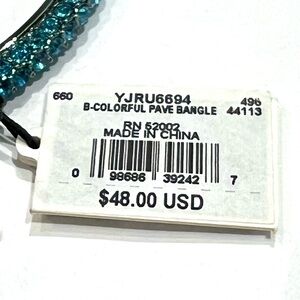 660 YJRU6694 496
B-COLORFUL PAVE BANGLE 44113
RN 52002
MADE IN CHINA
0 98686 39242 7
$48.00 USD